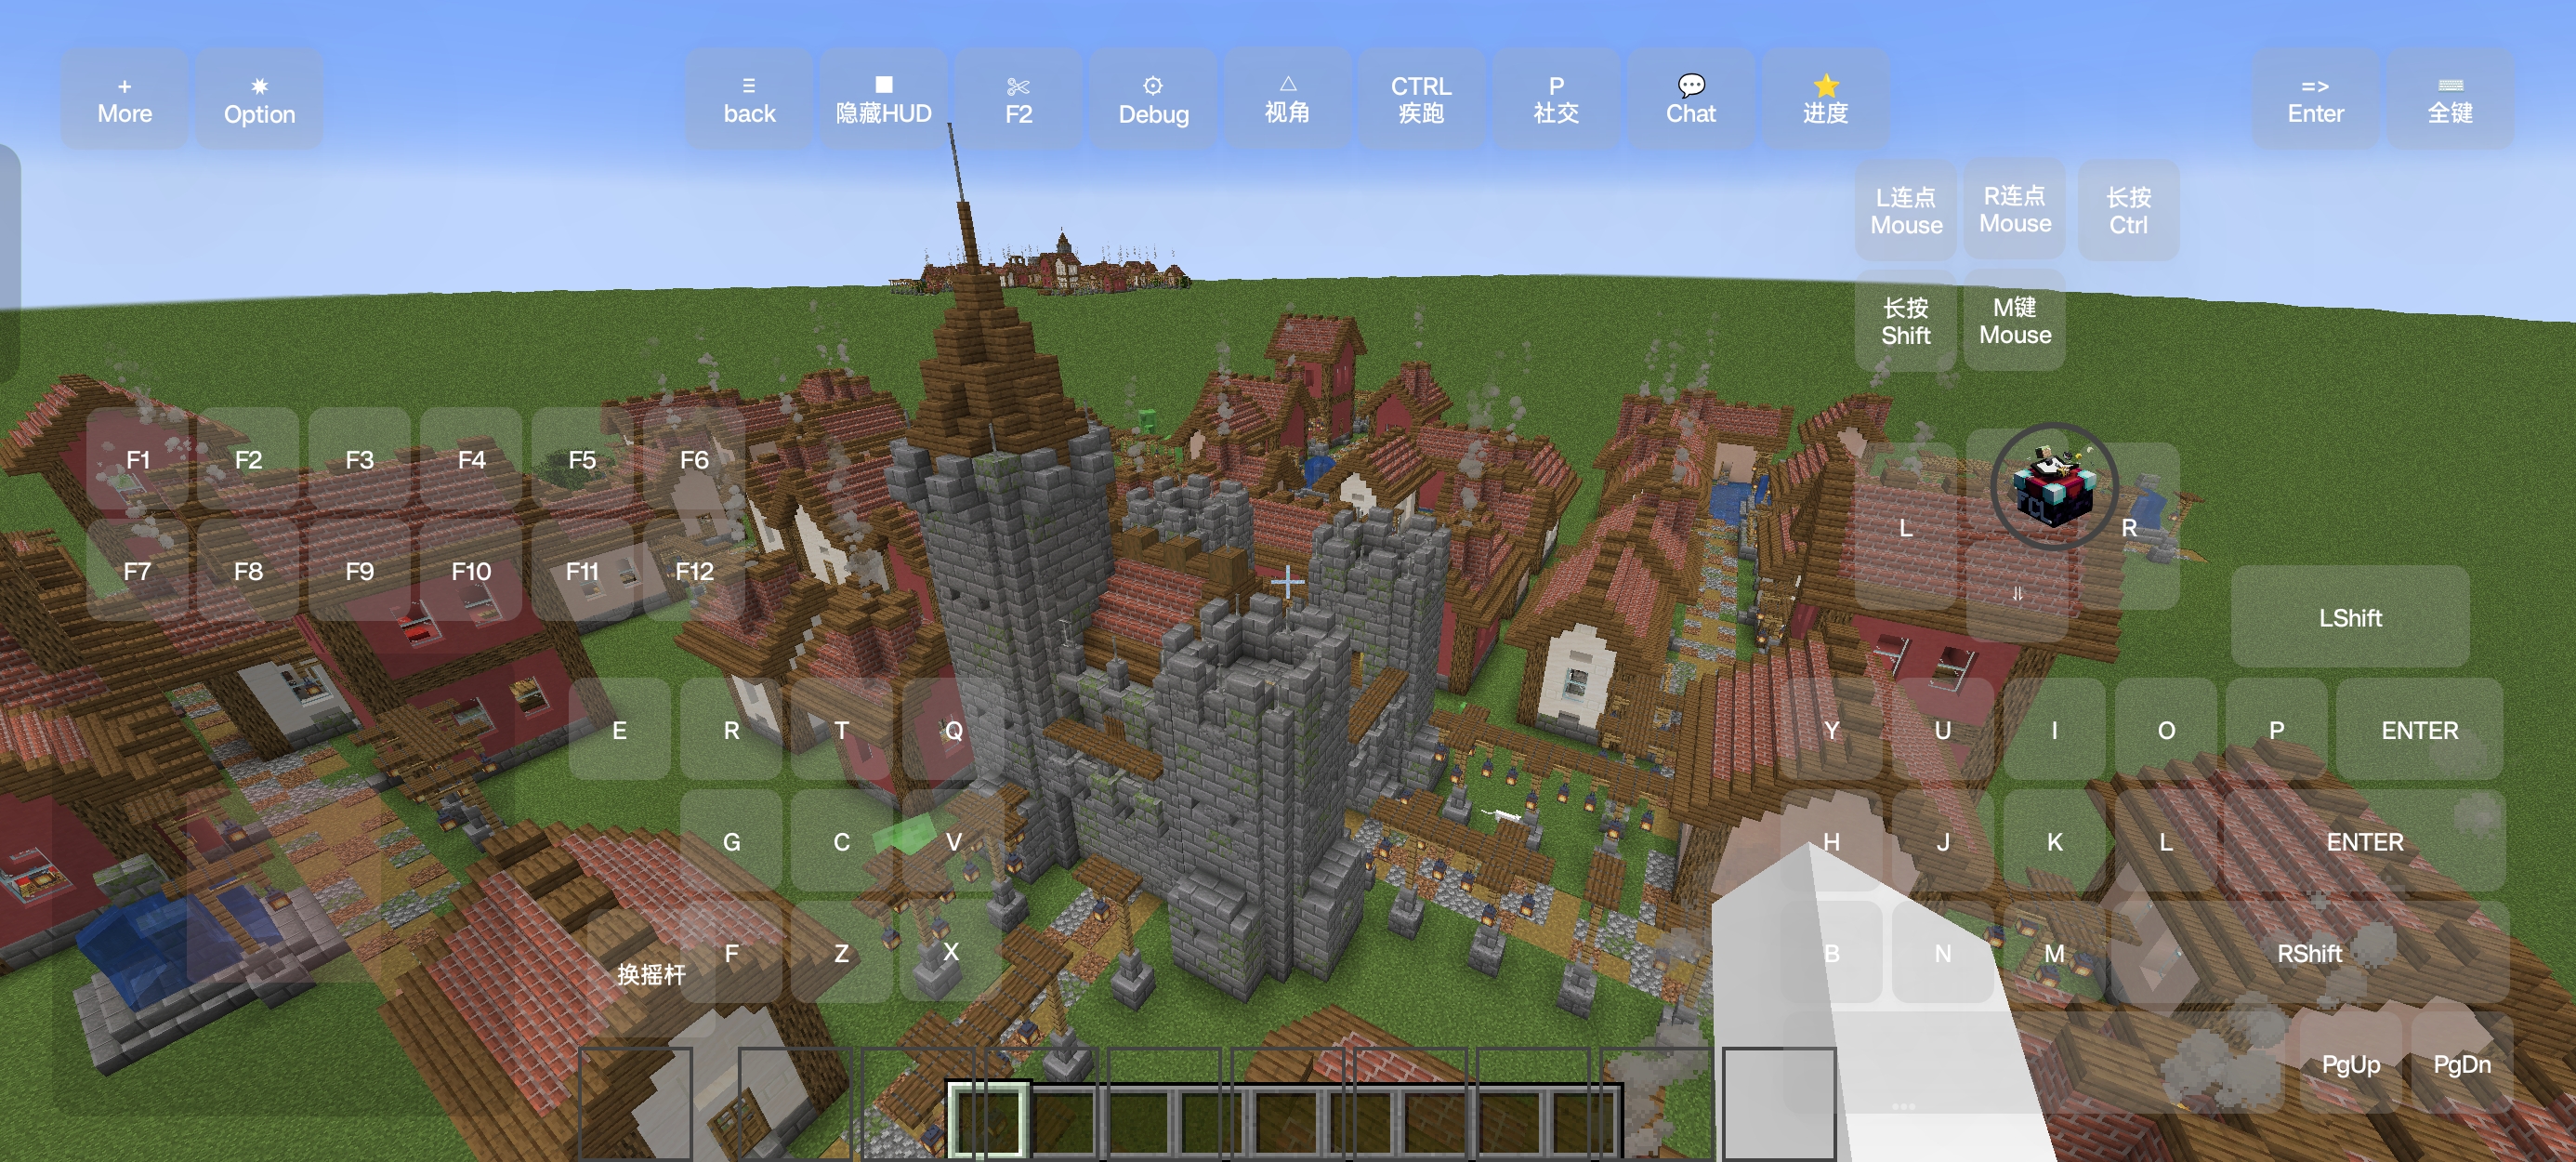 +
More
Option
back
隐藏HUD
F2
Debug
视角
CTRL
疾跑
P
社交
💬
Chat
⭐
进度
=>
Enter
全键
L连点
Mouse
R连点
Mouse
长按
Ctrl
长按
Shift
M键
Mouse
F1 F2 F3 F4 F5 F6
F7 F8 F9 F10 F11 F12
FCL
L
R
LShift
E R T Q
Y U I O P ENTER
G C V
H J K L ENTER
F Z X
B N M RShift
换摇杆
PgUp PgDn